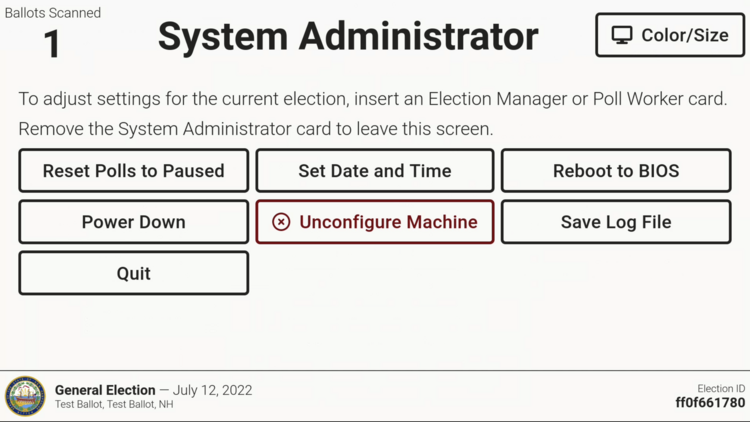 Ballots Scanned
1
System Administrator
Color/Size
To adjust settings for the current election, insert an Election Manager or Poll Worker card.
Remove the System Administrator card to leave this screen.
Reset Polls to Paused
Set Date and Time
Reboot to BIOS
Power Down
Unconfigure Machine
Save Log File
Quit
General Election — July 12, 2022
Test Ballot, Test Ballot, NH
Election ID
ff0f661780